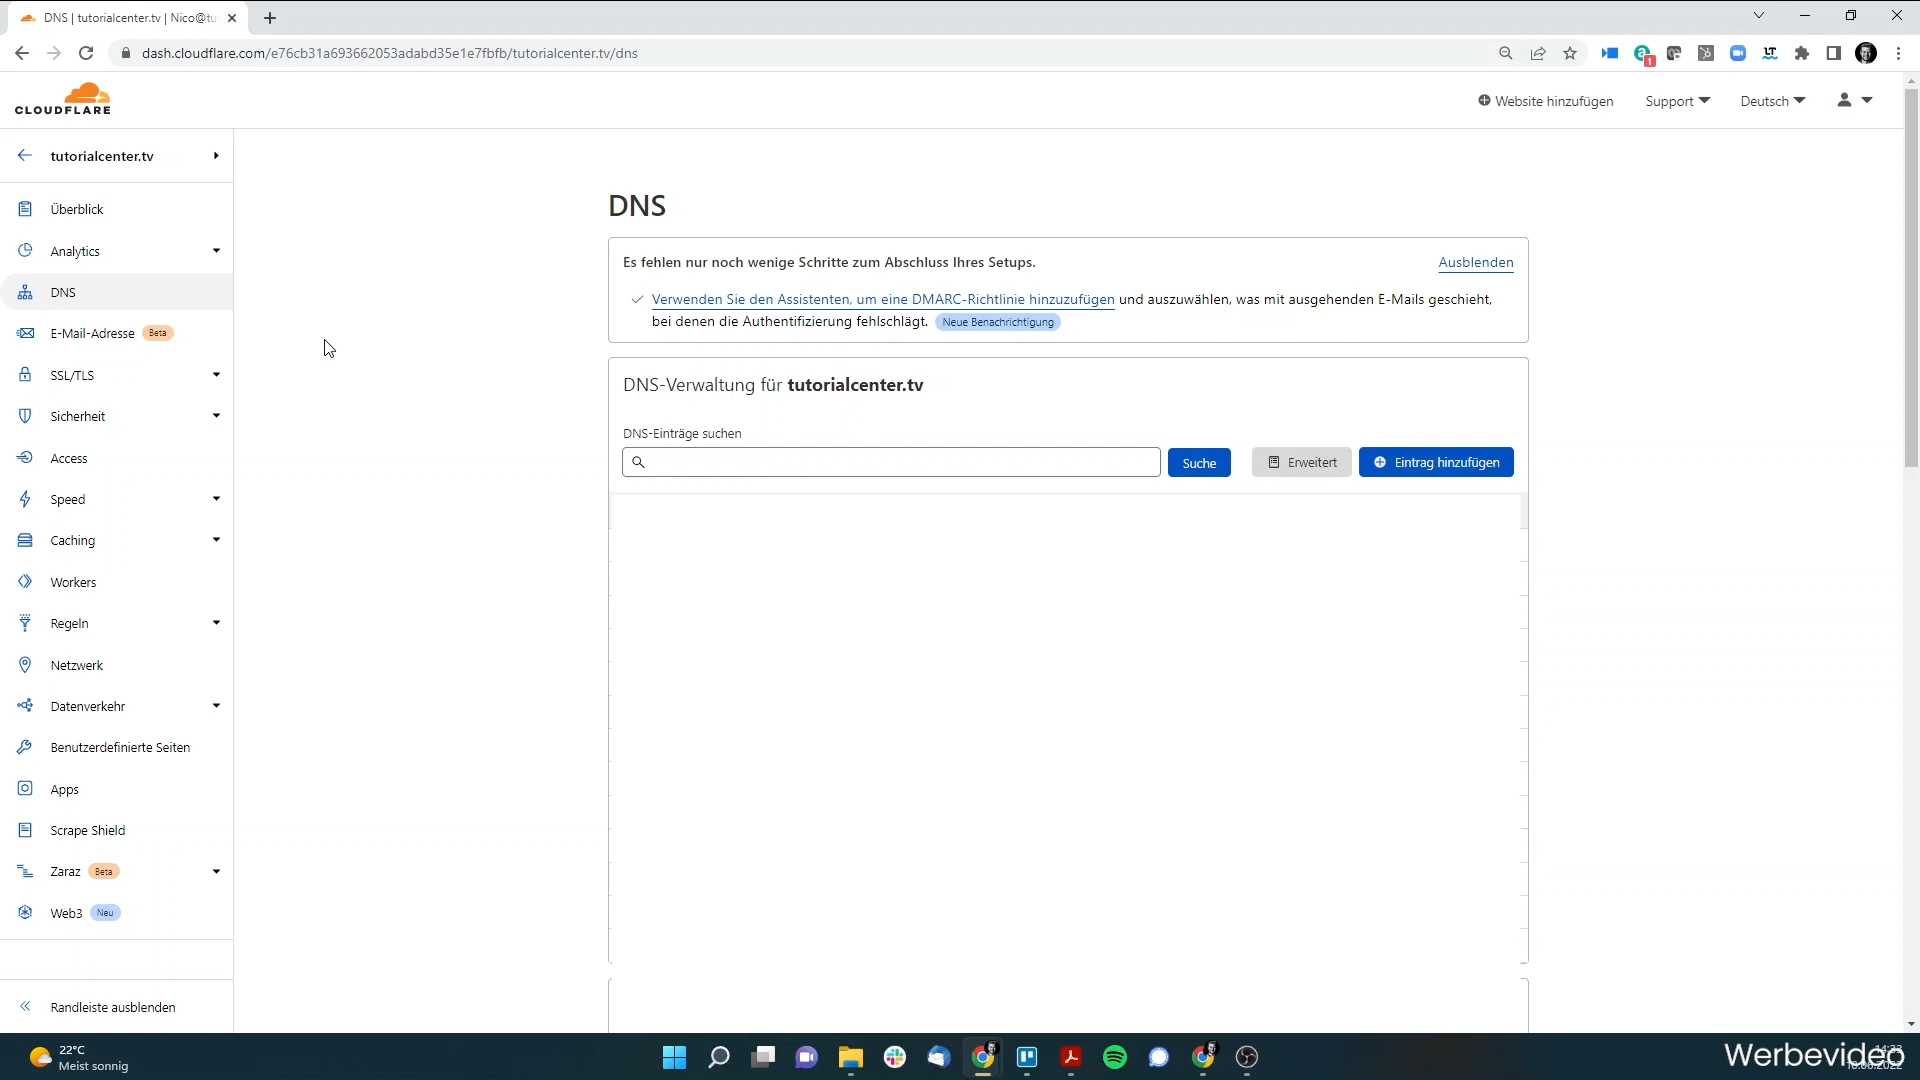 DNS | tutorialcenter.tv | Nico@tu
dash.cloudflare.com/e76cb31a693662053adabd35e1e7fbfb/tutorialcenter.tv/dns
1
CLOUDFLARE
Website hinzufügen
Support
Deutsch
tutorialcenter.tv
Überblick
Analytics
DNS
E-Mail-Adresse Beta
SSL/TLS
Sicherheit
Access
Speed
Caching
Workers
Regeln
Netzwerk
Datenverkehr
Benutzerdefinierte Seiten
Apps
Scrape Shield
Zaraz Beta
Web3 Neu
Randleiste ausblenden
DNS
Es fehlen nur noch wenige Schritte zum Abschluss Ihres Setups.
Ausblenden
Verwenden Sie den Assistenten, um eine DMARC-Richtlinie hinzuzufügen und auszuwählen, was mit ausgehenden E-Mails geschieht,
bei denen die Authentifizierung fehlschlägt. Neue Benachrichtigung
DNS-Verwaltung für tutorialcenter.tv
DNS-Einträge suchen
Suche
Erweitert
Eintrag hinzufügen
22°C
Meist sonnig
Werbevideo